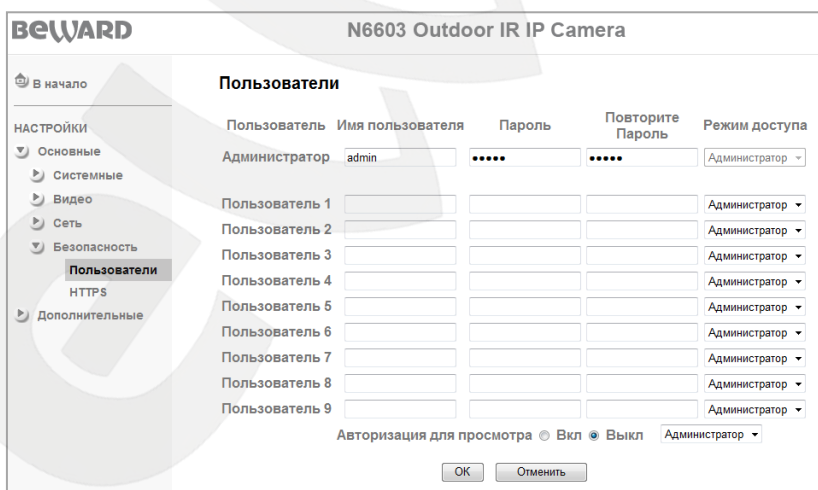 BEWARD
N6603 Outdoor IR IP Camera
В начало
НАСТРОЙКИ
Основные
Системные
Видео
Сеть
Безопасность
Пользователи
HTTPS
Дополнительные
Пользователи
Пользователь Имя пользователя Пароль Повторите Пароль Режим доступа
Администратор admin ••••• ••••• Администратор
Пользователь 1 Администратор
Пользователь 2 Администратор
Пользователь 3 Администратор
Пользователь 4 Администратор
Пользователь 5 Администратор
Пользователь 6 Администратор
Пользователь 7 Администратор
Пользователь 8 Администратор
Пользователь 9 Администратор
Авторизация для просмотра Вкл Выкл Администратор
OK Отменить